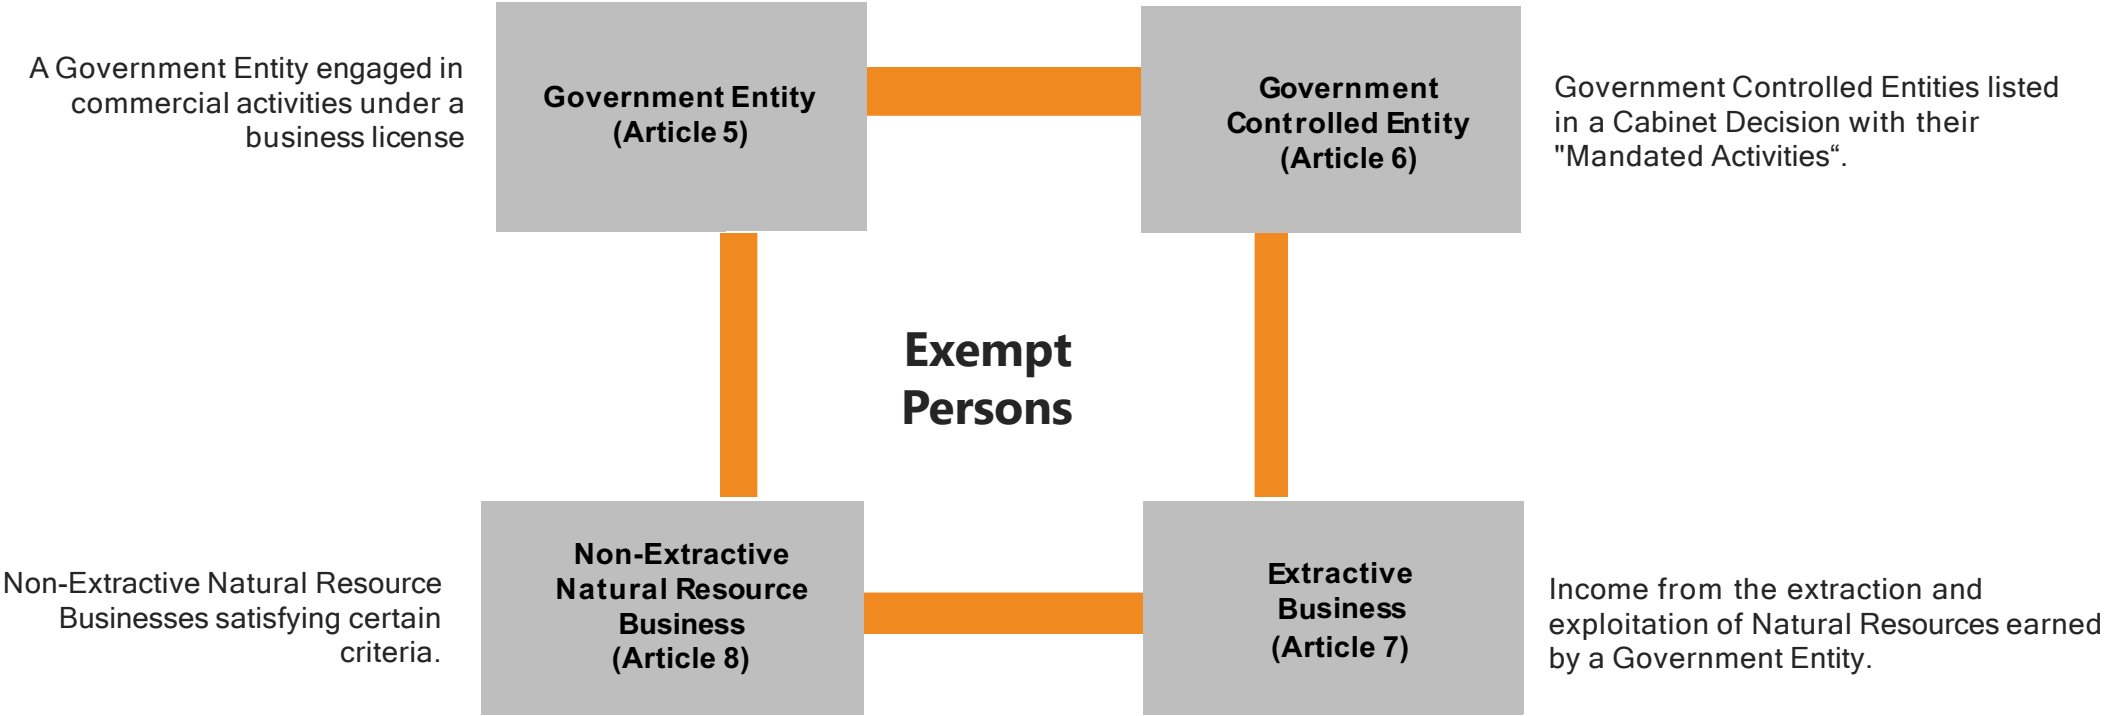 A Government Entity engaged in
commercial activities under a
business license
Government Entity
(Article 5)
Government
Controlled Entity
(Article 6)
Government Controlled Entities listed
in a Cabinet Decision with their
"Mandated Activities“.
Exempt
Persons
Non-Extractive Natural Resource
Businesses satisfying certain
criteria.
Non-Extractive
Natural Resource
Business
(Article 8)
Extractive
Business
(Article 7)
Income from the extraction and
exploitation of Natural Resources earned
by a Government Entity.